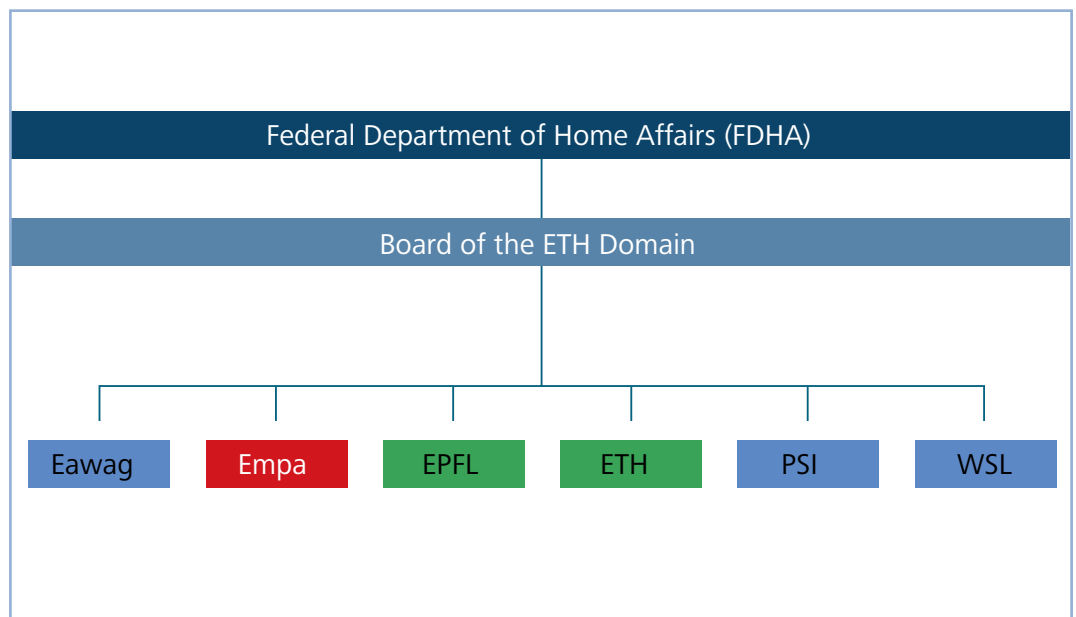 Federal Department of Home Affairs (FDHA)
Board of the ETH Domain
Eawag
Empa
EPFL
ETH
PSI
WSL